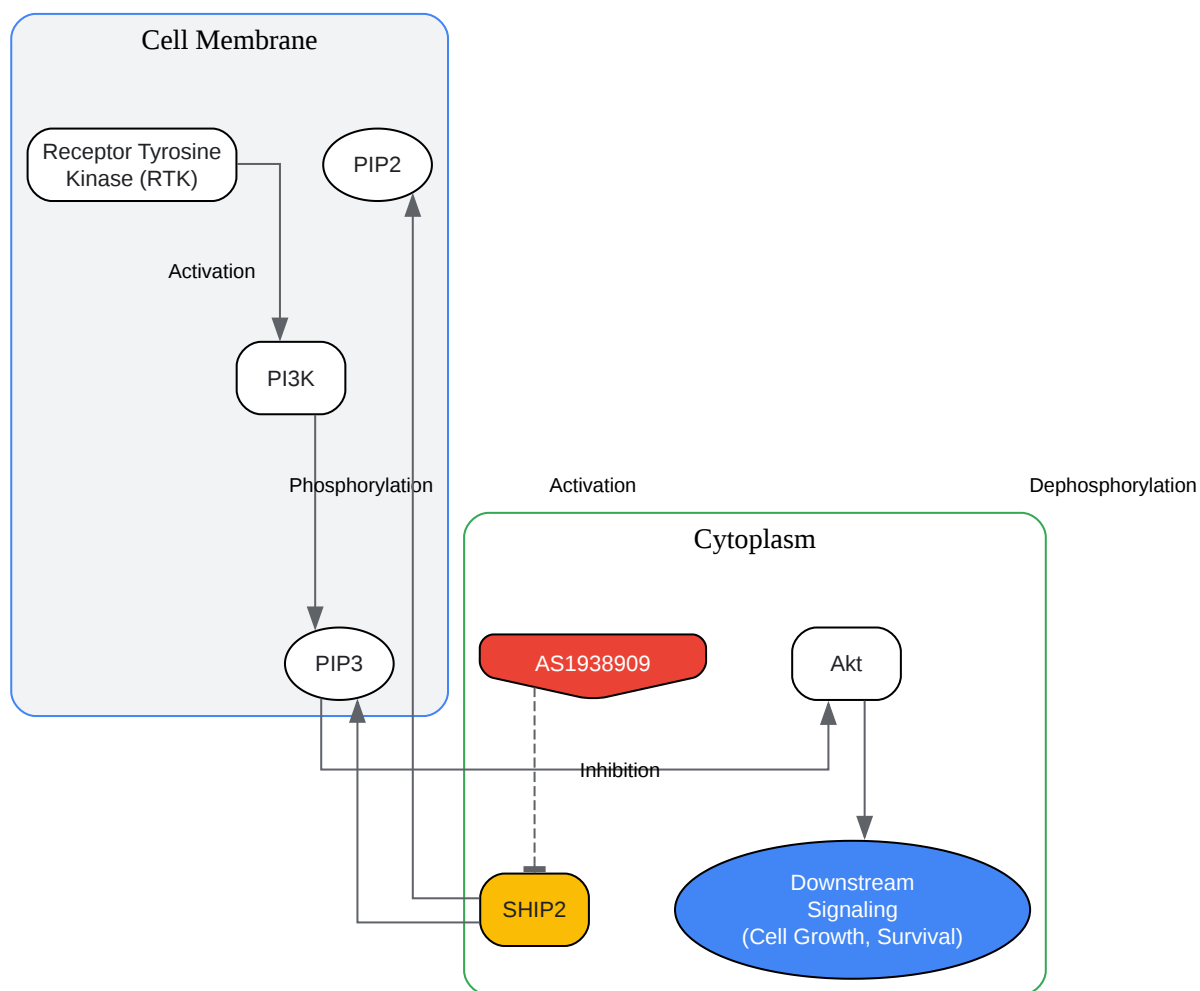 Cell Membrane
Receptor Tyrosine
Kinase (RTK)
PIP2
Activation
PI3K
Phosphorylation
Activation
Dephosphorylation
Cytoplasm
PIP3
AS1938909
Akt
Inhibition
SHIP2
Downstream
Signaling
(Cell Growth, Survival)